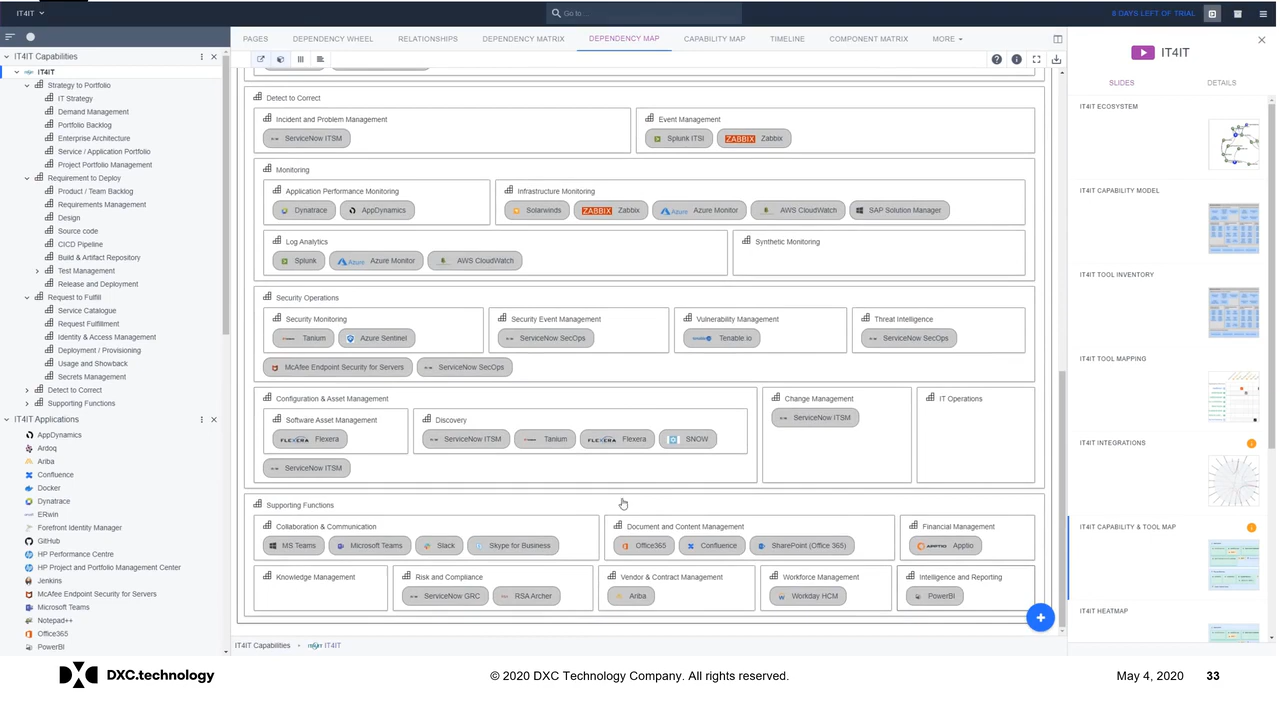 IT4IT
Go to...
8 DAYS LEFT OF TRIAL
PAGES
DEPENDENCY WHEEL
RELATIONSHIPS
DEPENDENCY MATRIX
DEPENDENCY MAP
CAPABILITY MAP
TIMELINE
COMPONENT MATRIX
MORE
IT4IT Capabilities
IT4IT
Strategy to Portfolio
IT Strategy
Demand Management
Portfolio Backlog
Enterprise Architecture
Service / Application Portfolio
Project Portfolio Management
Requirement to Deploy
Product / Team Backlog
Requirements Management
Design
Source code
CICD Pipeline
Build & Artifact Repository
Test Management
Release and Deployment
Request to Fulfill
Service Catalogue
Request Fulfillment
Identity & Access Management
Deployment / Provisioning
Usage and Showback
Secrets Management
Detect to Correct
Supporting Functions
IT4IT Applications
AppDynamics
Ardoq
Ariba
Confluence
Docker
Dynatrace
ERwin
Forefront Identity Manager
GitHub
HP Performance Centre
HP Project and Portfolio Management Center
Jenkins
McAfee Endpoint Security for Servers
Microsoft Teams
Notepad++
Office365
PowerBI
Detect to Correct
Incident and Problem Management
ServiceNow ITSM
Event Management
Splunk ITSI
ZABBIX Zabbix
Monitoring
Application Performance Monitoring
Dynatrace
AppDynamics
Infrastructure Monitoring
Solarwinds
ZABBIX Zabbix
Azure Azure Monitor
AWS CloudWatch
SAP Solution Manager
Log Analytics
Splunk
Azure Azure Monitor
AWS CloudWatch
Synthetic Monitoring
Security Operations
Security Monitoring
Tanium
Azure Sentinel
Security Event Management
ServiceNow SecOps
Vulnerability Management
Tenable.io
Threat Intelligence
ServiceNow SecOps
McAfee Endpoint Security for Servers
ServiceNow SecOps
Configuration & Asset Management
Software Asset Management
FLEXERA Flexera
Discovery
ServiceNow ITSM
Tanium
FLEXERA Flexera
SNOW
ServiceNow ITSM
Change Management
ServiceNow ITSM
IT Operations
Supporting Functions
Collaboration & Communication
MS Teams
Microsoft Teams
Slack
Skype for Business
Document and Content Management
Office365
Confluence
SharePoint (Office 365)
Financial Management
APPTIO Apptio
Knowledge Management
Risk and Compliance
ServiceNow GRC
RSA Archer
Vendor & Contract Management
Ariba
Workforce Management
Workday HCM
Intelligence and Reporting
PowerBI
IT4IT Capabilities
IT4IT
IT4IT
SLIDES
DETAILS
IT4IT ECOSYSTEM
IT4IT CAPABILITY MODEL
IT4IT TOOL INVENTORY
IT4IT TOOL MAPPING
IT4IT INTEGRATIONS
IT4IT CAPABILITY & TOOL MAP
IT4IT HEATMAP
DXC.technology
© 2020 DXC Technology Company. All rights reserved.
May 4, 2020
33